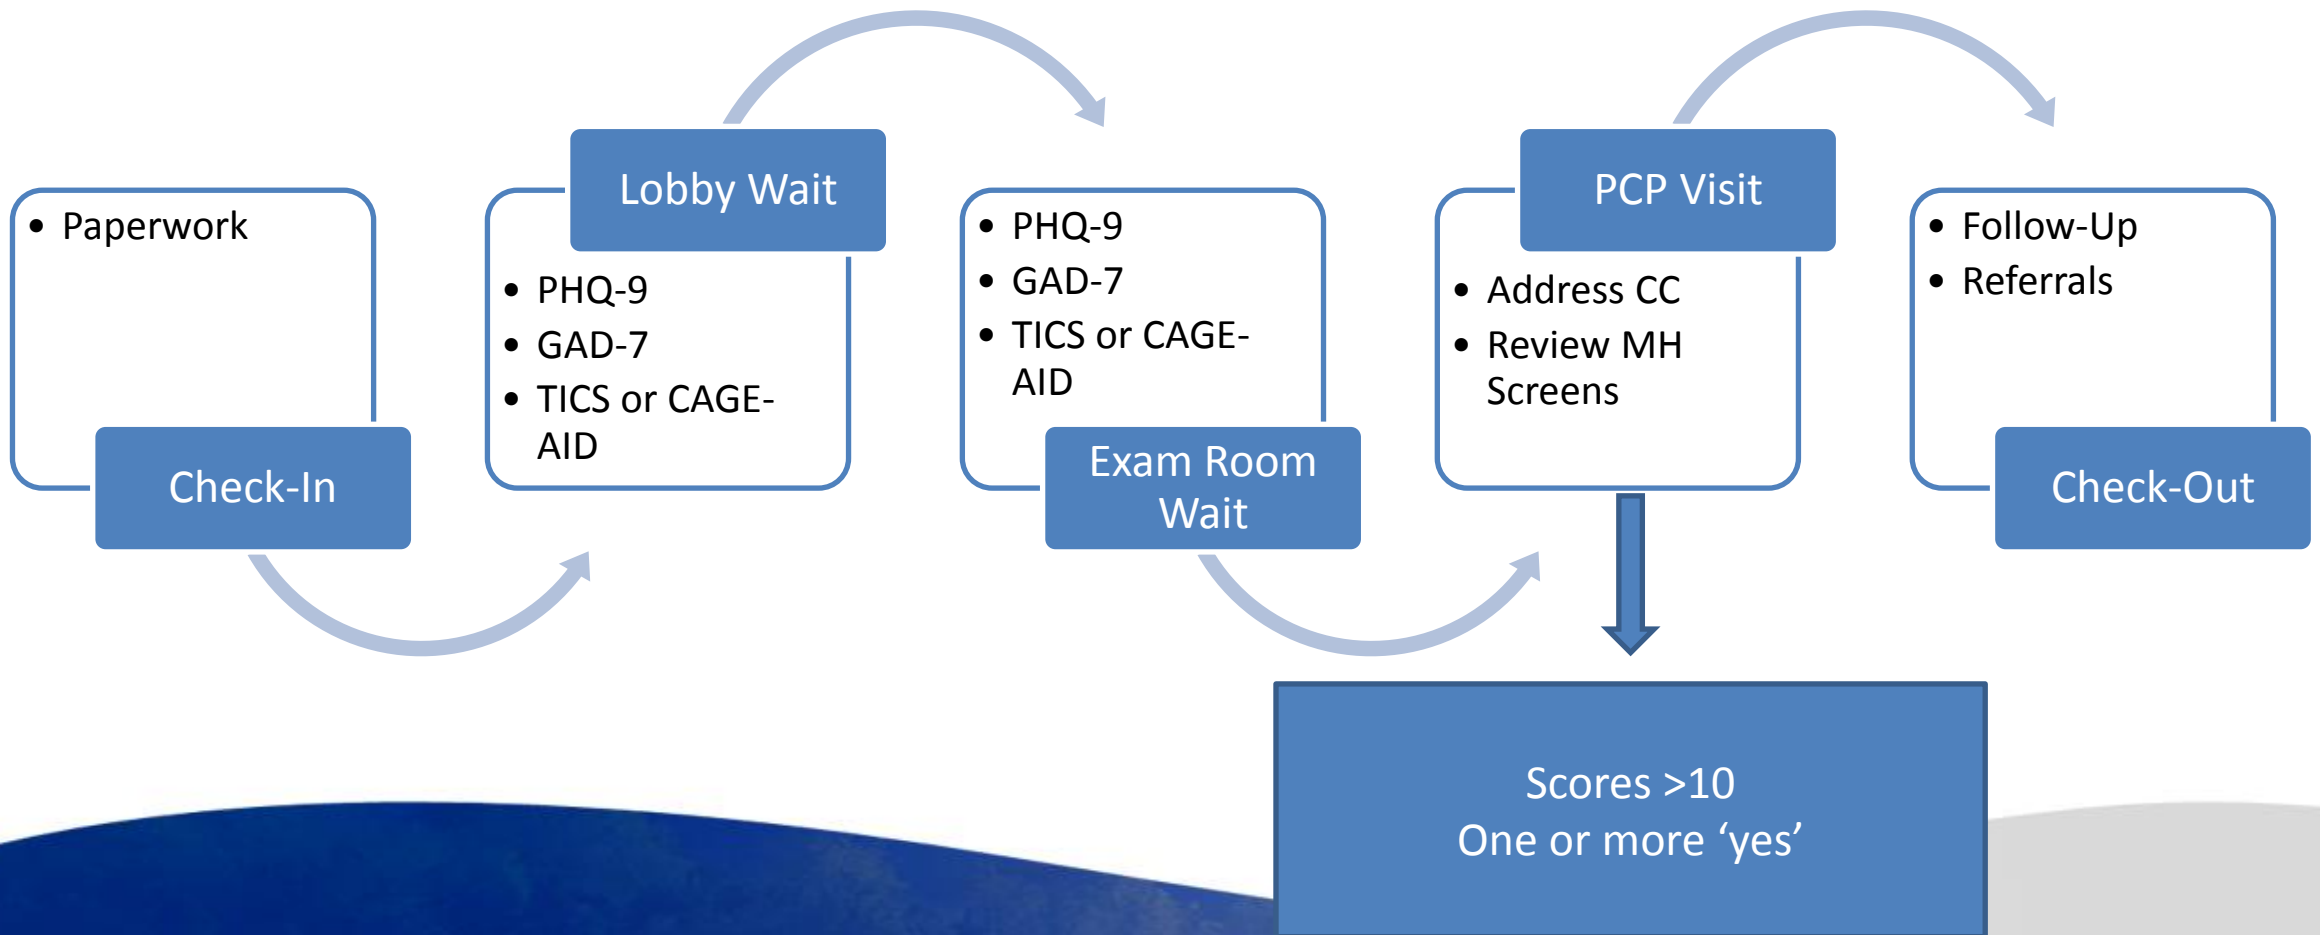 • Paperwork
Check-In
Lobby Wait
• PHQ-9
• GAD-7
• TICS or CAGE-
AID
• PHQ-9
• GAD-7
• TICS or CAGE-
AID
Exam Room
Wait
PCP Visit
• Address CC
• Review MH
Screens
• Follow-Up
• Referrals
Check-Out
Scores >10
One or more ‘yes’